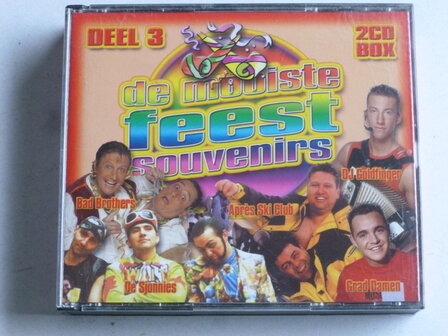 DEEL 3
2CD
BOX
de mooiste
feest
souvenirs
DJ Goldfinger
Bad Brothers
Après Ski Club
De Sjonnies
Grad Damen